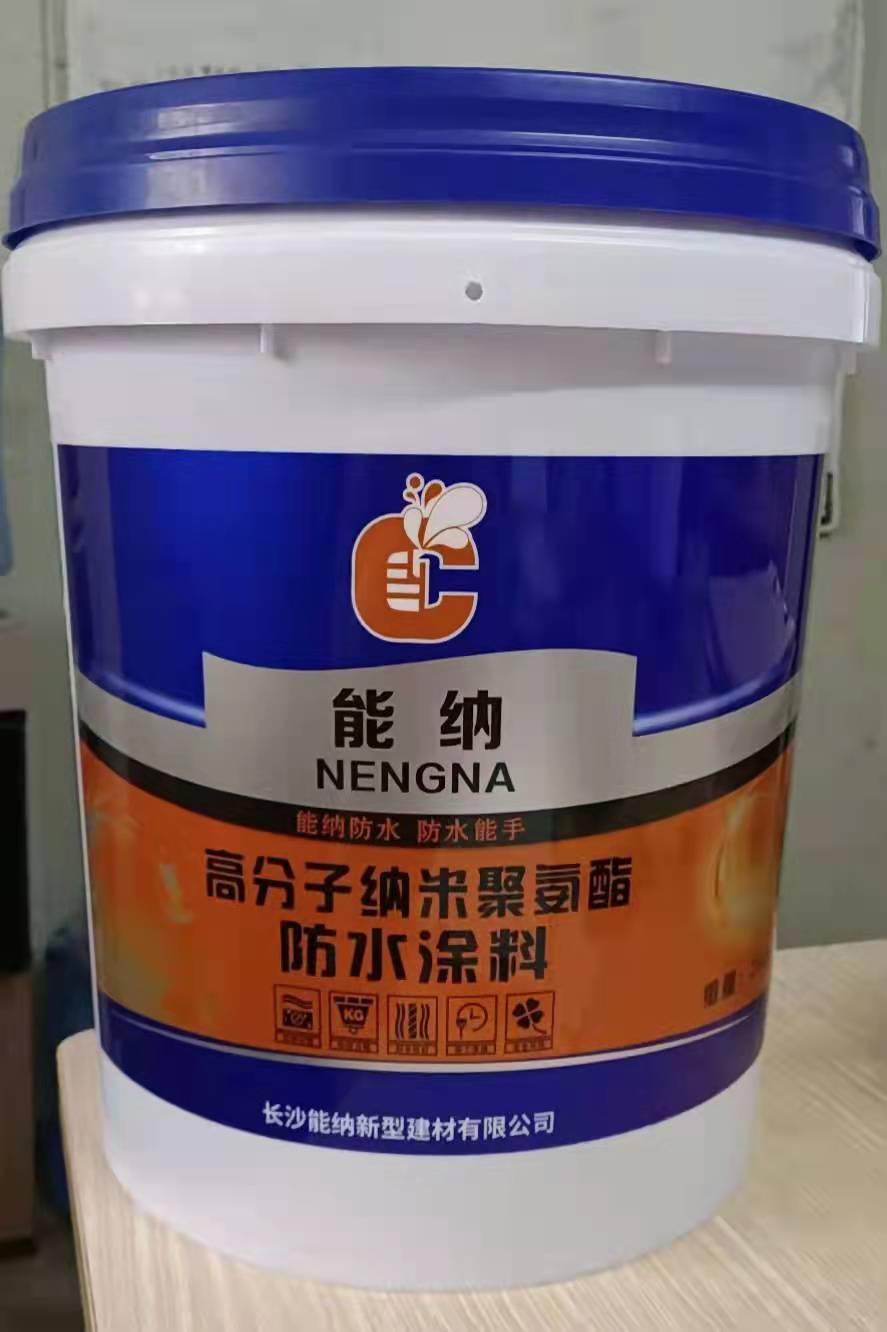 能纳
NENGNA
能纳防水 防水能手
高分子纳米聚氨酯
防水涂料
KG
长沙能纳新型建材有限公司